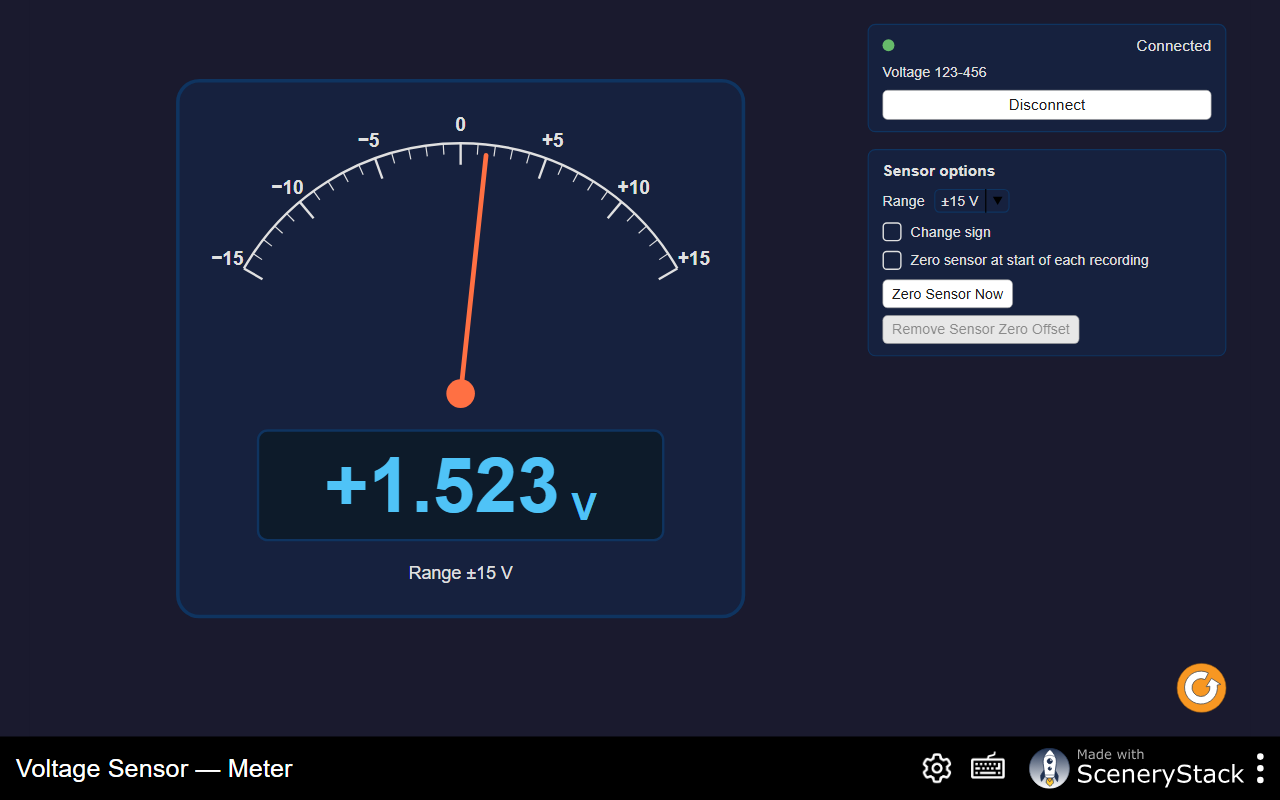 Connected
Voltage 123-456
Disconnect
0
−5
+5
−10
+10
−15
+15
Sensor options
Range ±15 V
Change sign
Zero sensor at start of each recording
Zero Sensor Now
Remove Sensor Zero Offset
+1.523 V
Range ±15 V
Voltage Sensor — Meter
Made with
SceneryStack